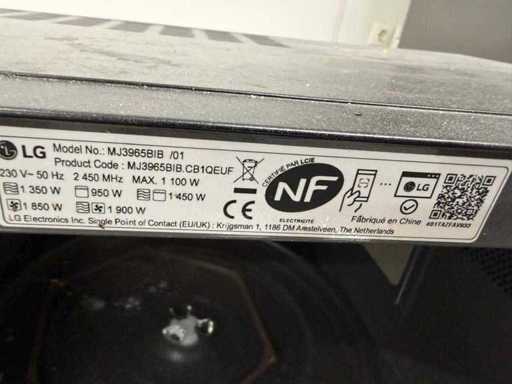 LG Model No.: MJ3965BIB /01
Product Code : MJ3965BIB.CB1QEUF
230 V~ 50 Hz 2 450 MHz MAX. 1 100 W
1 350 W 950 W 1 450 W
1 850 W 1 900 W
LG Electronics Inc. Single Point of Contact (EU/UK) : Krijgsman 1, 1186 DM Amstelveen, The Netherlands
CE
CERTIFIÉ PAR LCIE
NF
ELECTRICITE
LG
Fabriqué en Chine